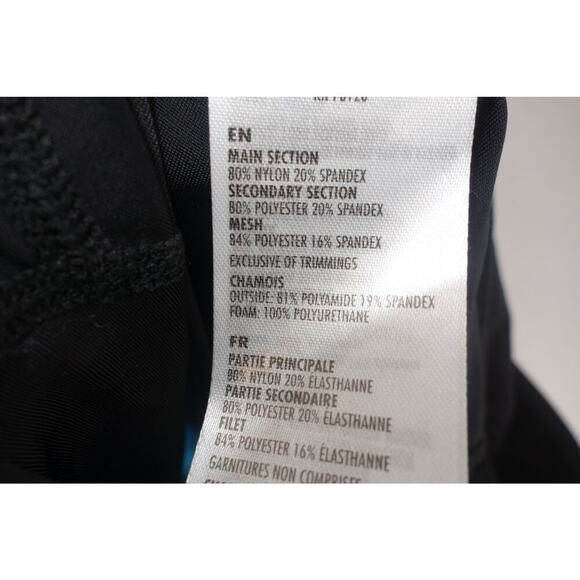 EN
MAIN SECTION
80% NYLON 20% SPANDEX
SECONDARY SECTION
80% POLYESTER 20% SPANDEX
MESH
84% POLYESTER 16% SPANDEX
EXCLUSIVE OF TRIMMINGS
CHAMOIS
OUTSIDE: 81% POLYAMIDE 19% SPANDEX
FOAM: 100% POLYURETHANE
FR
PARTIE PRINCIPALE
80% NYLON 20% ÉLASTHANNE
PARTIE SECONDAIRE
80% POLYESTER 20% ÉLASTHANNE
FILET
84% POLYESTER 16% ÉLASTHANNE
GARNITURES NON COMPRISES